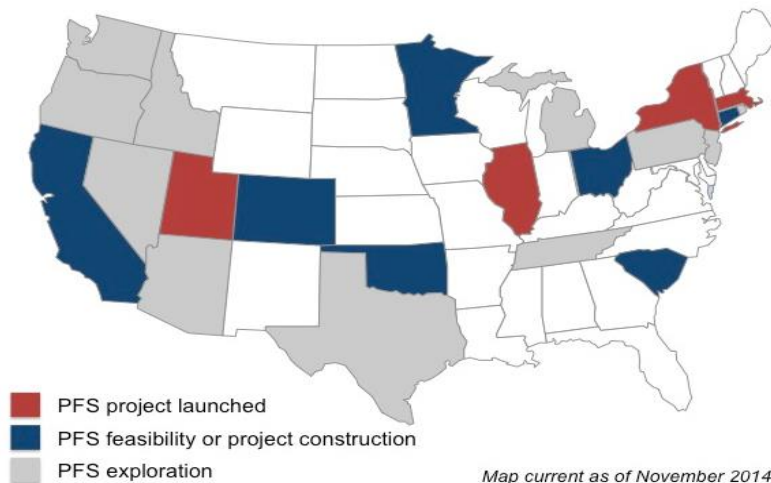 PFS project launched
PFS feasibility or project construction
PFS exploration
Map current as of November 2014